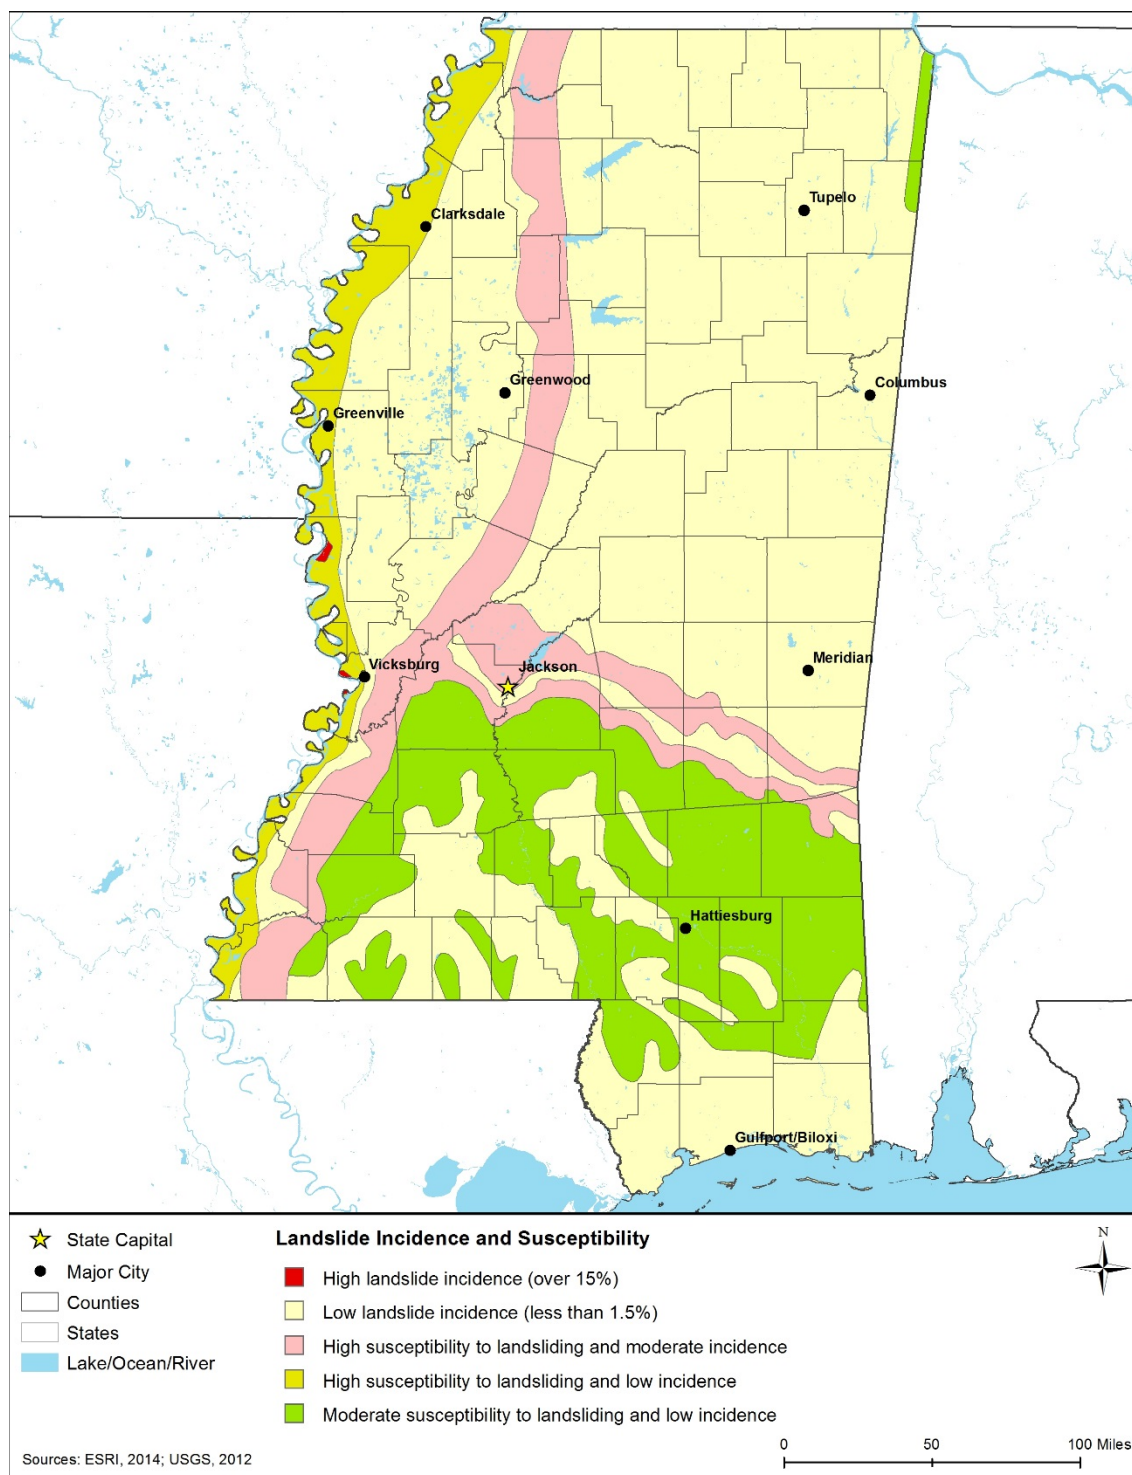 Tupelo
Clarksdale
Greenwood
Columbus
Greenville
Vicksburg
Jackson
Meridian
Hattiesburg
Gulfport/Biloxi
State Capital
Major City
Counties
States
Lake/Ocean/River
Landslide Incidence and Susceptibility
High landslide incidence (over 15%)
Low landslide incidence (less than 1.5%)
High susceptibility to landsliding and moderate incidence
High susceptibility to landsliding and low incidence
Moderate susceptibility to landsliding and low incidence
N
0 50 100 Miles
Sources: ESRI, 2014; USGS, 2012